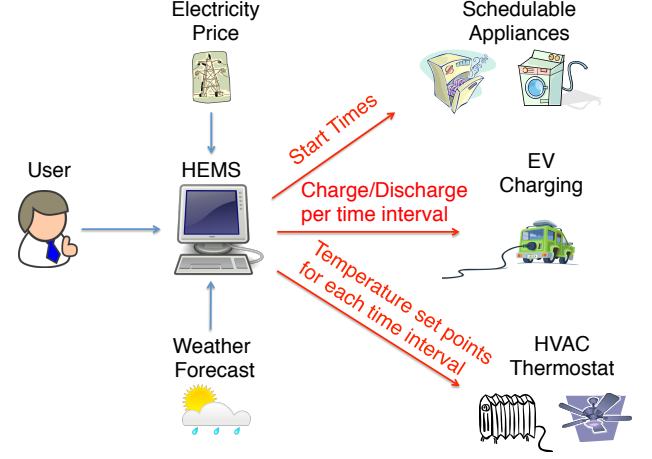 Electricity
Price
Schedulable
Appliances
User
HEMS
Start Times
Charge/Discharge
per time interval
EV
Charging
Temperature set points
for each time interval
Weather
Forecast
HVAC
Thermostat